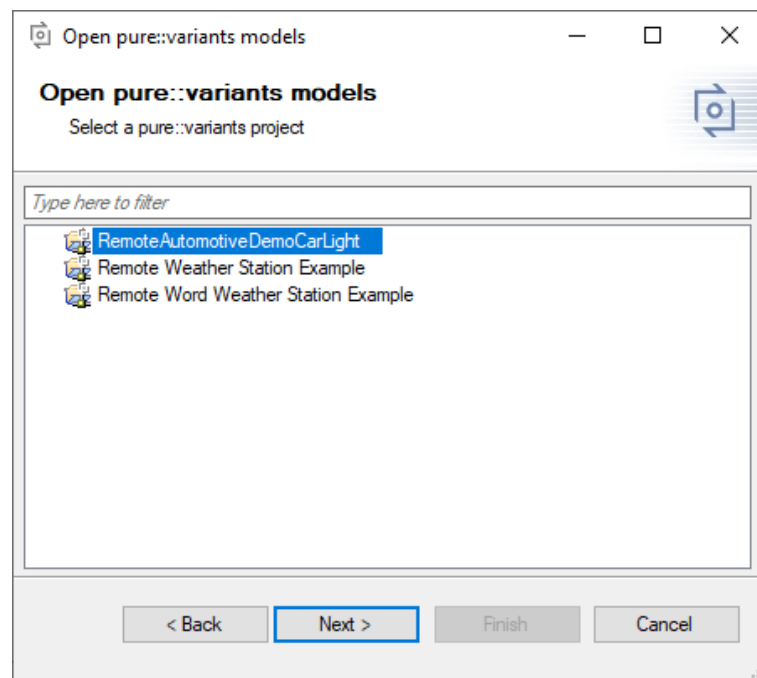 Open pure::variants models
Open pure::variants models
Select a pure::variants project
Type here to filter
RemoteAutomotiveDemoCarLight
Remote Weather Station Example
Remote Word Weather Station Example
< Back Next > Finish Cancel